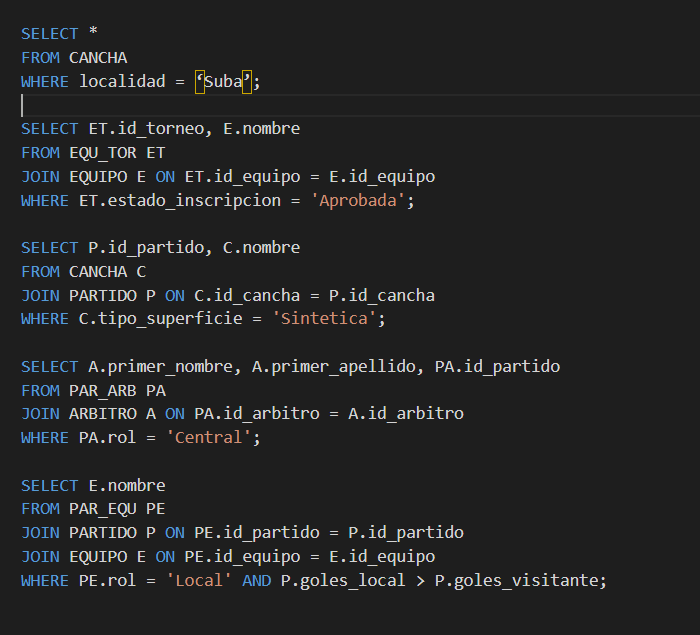 SELECT *
FROM CANCHA
WHERE localidad = ‘Suba’;
SELECT ET.id_torneo, E.nombre
FROM EQU_TOR ET
JOIN EQUIPO E ON ET.id_equipo = E.id_equipo
WHERE ET.estado_inscripcion = 'Aprobada';
SELECT P.id_partido, C.nombre
FROM CANCHA C
JOIN PARTIDO P ON C.id_cancha = P.id_cancha
WHERE C.tipo_superficie = 'Sintetica';
SELECT A.primer_nombre, A.primer_apellido, PA.id_partido
FROM PAR_ARB PA
JOIN ARBITRO A ON PA.id_arbitro = A.id_arbitro
WHERE PA.rol = 'Central';
SELECT E.nombre
FROM PAR_EQU PE
JOIN PARTIDO P ON PE.id_partido = P.id_partido
JOIN EQUIPO E ON PE.id_equipo = E.id_equipo
WHERE PE.rol = 'Local' AND P.goles_local > P.goles_visitante;